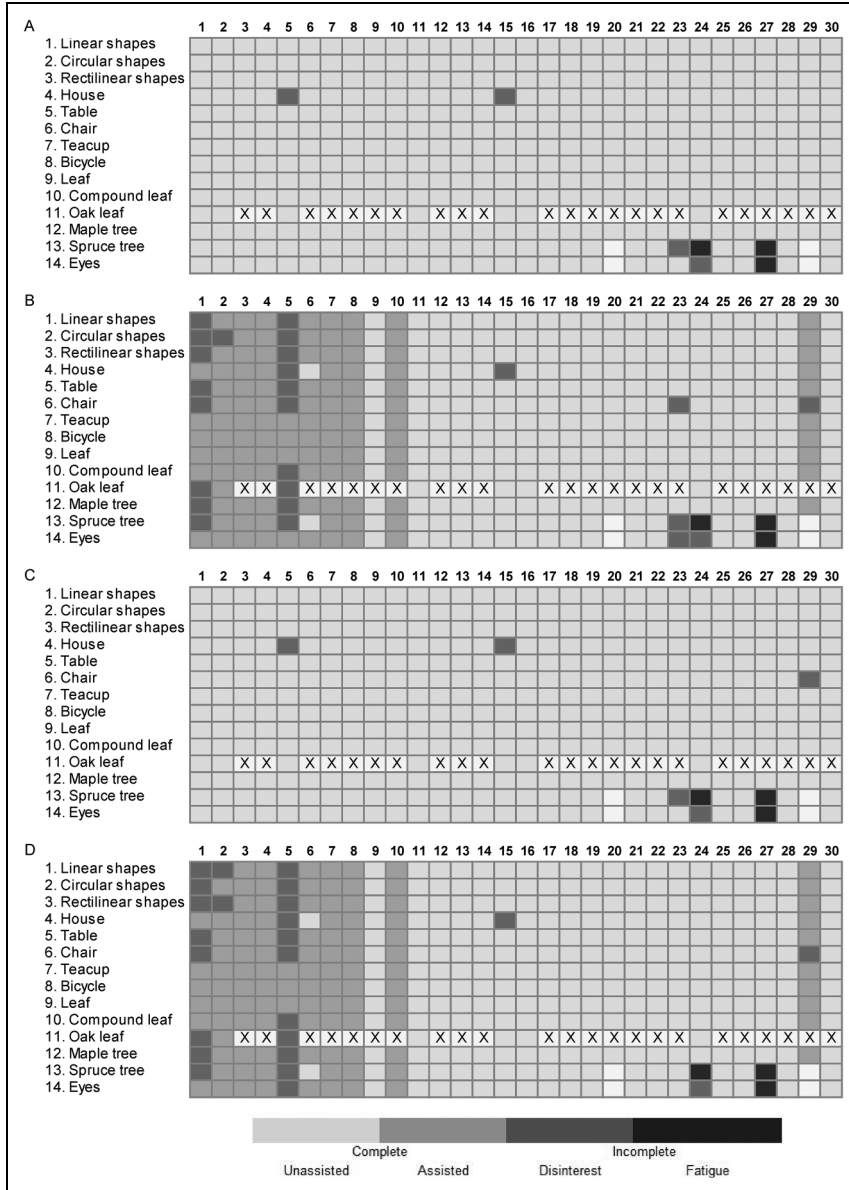 A 1 2 3 4 5 6 7 8 9 10 11 12 13 14 15 16 17 18 19 20 21 22 23 24 25 26 27 28 29 30
1. Linear shapes
2. Circular shapes
3. Rectilinear shapes
4. House
5. Table
6. Chair
7. Teacup
8. Bicycle
9. Leaf
10. Compound leaf
11. Oak leaf X X X X X X X X X X X X X X X X X X X X X X X
12. Maple tree
13. Spruce tree
14. Eyes
B 1 2 3 4 5 6 7 8 9 10 11 12 13 14 15 16 17 18 19 20 21 22 23 24 25 26 27 28 29 30
1. Linear shapes
2. Circular shapes
3. Rectilinear shapes
4. House
5. Table
6. Chair
7. Teacup
8. Bicycle
9. Leaf
10. Compound leaf
11. Oak leaf X X X X X X X X X X X X X X X X X X X X X X X
12. Maple tree
13. Spruce tree
14. Eyes
C 1 2 3 4 5 6 7 8 9 10 11 12 13 14 15 16 17 18 19 20 21 22 23 24 25 26 27 28 29 30
1. Linear shapes
2. Circular shapes
3. Rectilinear shapes
4. House
5. Table
6. Chair
7. Teacup
8. Bicycle
9. Leaf
10. Compound leaf
11. Oak leaf X X X X X X X X X X X X X X X X X X X X X X X
12. Maple tree
13. Spruce tree
14. Eyes
D 1 2 3 4 5 6 7 8 9 10 11 12 13 14 15 16 17 18 19 20 21 22 23 24 25 26 27 28 29 30
1. Linear shapes
2. Circular shapes
3. Rectilinear shapes
4. House
5. Table
6. Chair
7. Teacup
8. Bicycle
9. Leaf
10. Compound leaf
11. Oak leaf X X X X X X X X X X X X X X X X X X X X X X X
12. Maple tree
13. Spruce tree
14. Eyes
Complete Incomplete
Unassisted Assisted Disinterest Fatigue